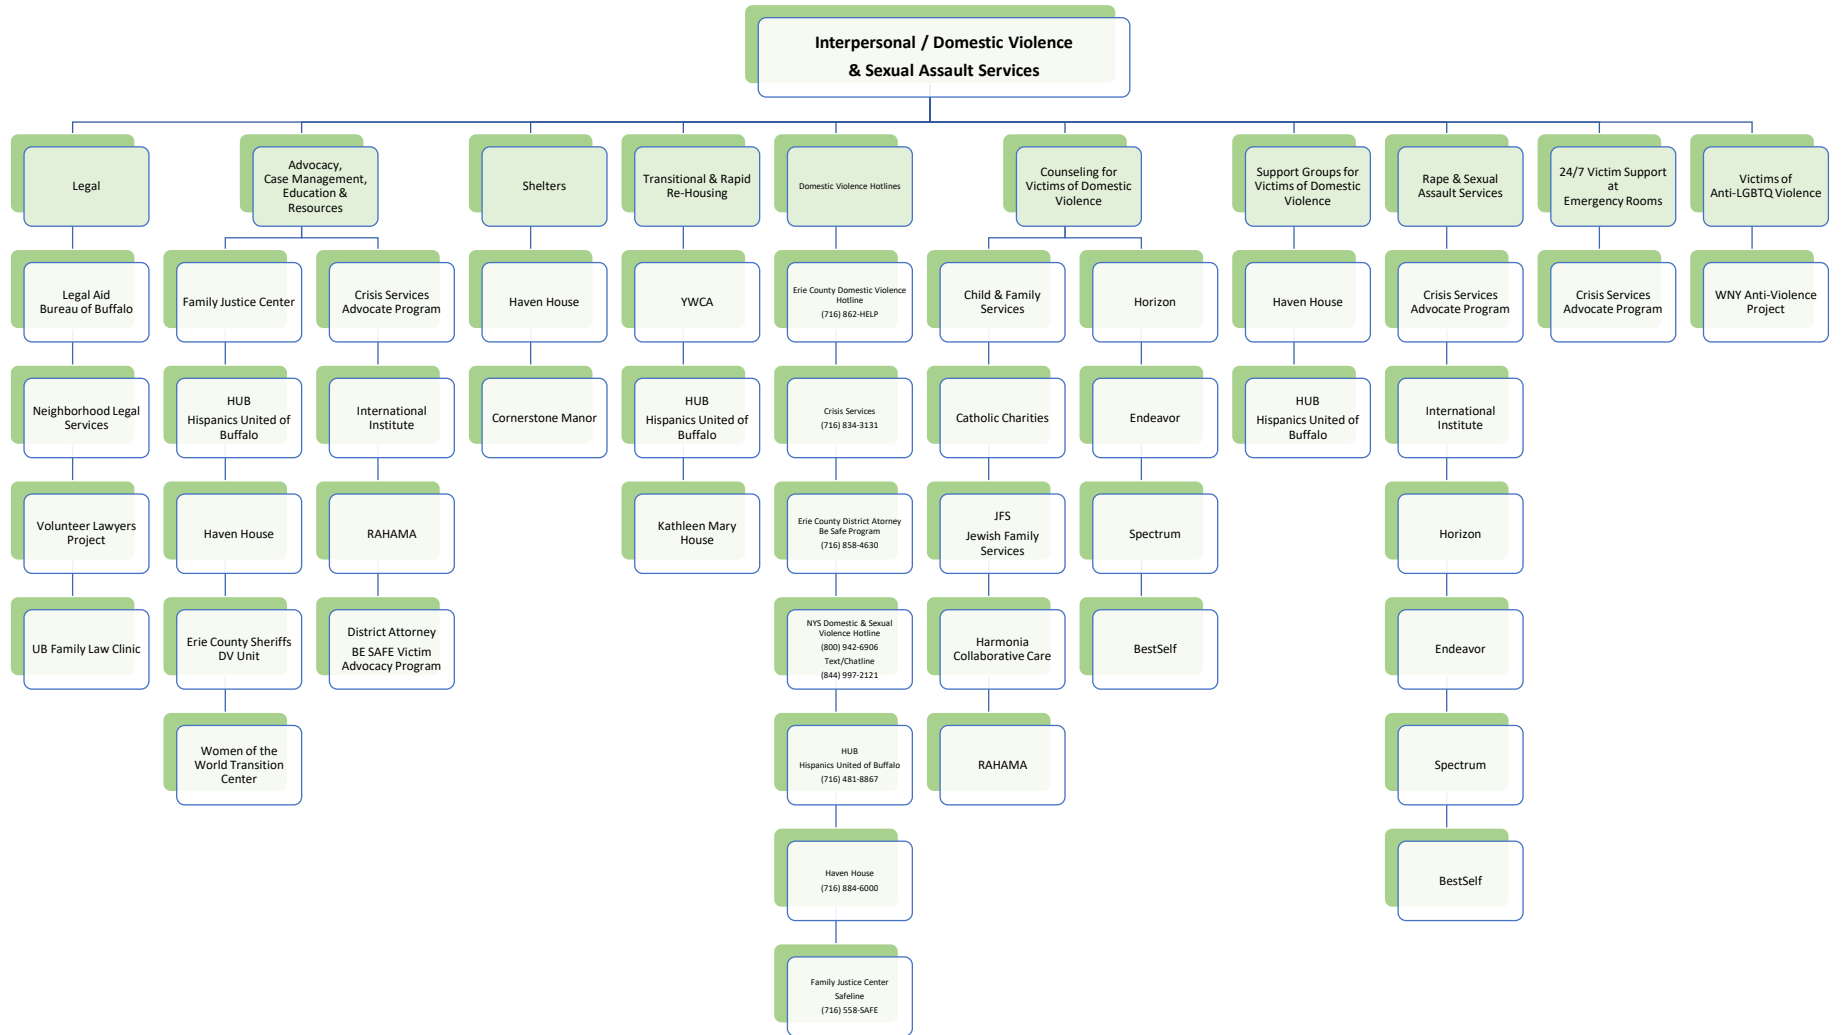 Interpersonal / Domestic Violence
& Sexual Assault Services
Legal
Legal Aid
Bureau of Buffalo
Neighborhood Legal
Services
Volunteer Lawyers
Project
UB Family Law Clinic
Advocacy,
Case Management,
Education &
Resources
Family Justice Center
HUB
Hispanics United of
Buffalo
Haven House
Erie County Sheriffs
DV Unit
Women of the
World Transition
Center
Crisis Services
Advocate Program
International
Institute
RAHAMA
District Attorney
BE SAFE Victim
Advocacy Program
Shelters
Haven House
Cornerstone Manor
Transitional & Rapid
Re-Housing
YWCA
HUB
Hispanics United of
Buffalo
Kathleen Mary
House
Domestic Violence Hotlines
Erie County Domestic Violence
Hotline
(716) 862-HELP
Crisis Services
(716) 834-3131
Erie County District Atorney
Be Safe Program
(716) 858-4630
NYS Domestic & Sexual
Violence Hotline
(800) 942-6906
Text/Chatline
(844) 997-2121
HUB
Hispanics United of Buffalo
(716) 481-8867
Haven House
(716) 884-6000
Family Justice Center
Safeline
(716) 558-SAFE
Counseling for
Victims of Domestic
Violence
Child & Family
Services
Catholic Charities
JFS
Jewish Family
Services
Harmonia
Collaborative Care
RAHAMA
Horizon
Endeavor
Spectrum
BestSelf
Support Groups for
Victims of Domestic
Violence
Haven House
HUB
Hispanics United of
Buffalo
Rape & Sexual
Assault Services
Crisis Services
Advocate Program
International
Institute
Horizon
Endeavor
Spectrum
BestSelf
24/7 Victim Support
at
Emergency Rooms
Crisis Services
Advocate Program
Victims of
Anti-LGBTQ Violence
WNY Anti-Violence
Project